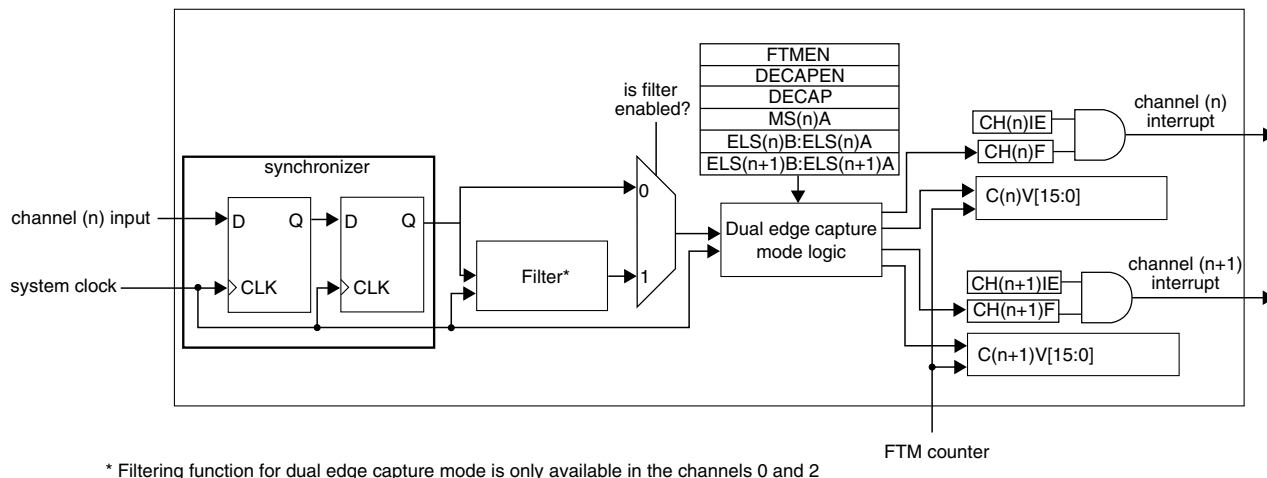 FTMEN
DECAPEN
DECAP
MS(n)A
ELS(n)B:ELS(n)A
ELS(n+1)B:ELS(n+1)A
is filter
enabled?
synchronizer
channel (n) input
system clock
D Q
CLK
D Q
CLK
Filter*
0
1
Dual edge capture
mode logic
CH(n)IE
CH(n)F
channel (n)
interrupt
C(n)V[15:0]
CH(n+1)IE
CH(n+1)F
channel (n+1)
interrupt
C(n+1)V[15:0]
FTM counter
* Filtering function for dual edge capture mode is only available in the channels 0 and 2